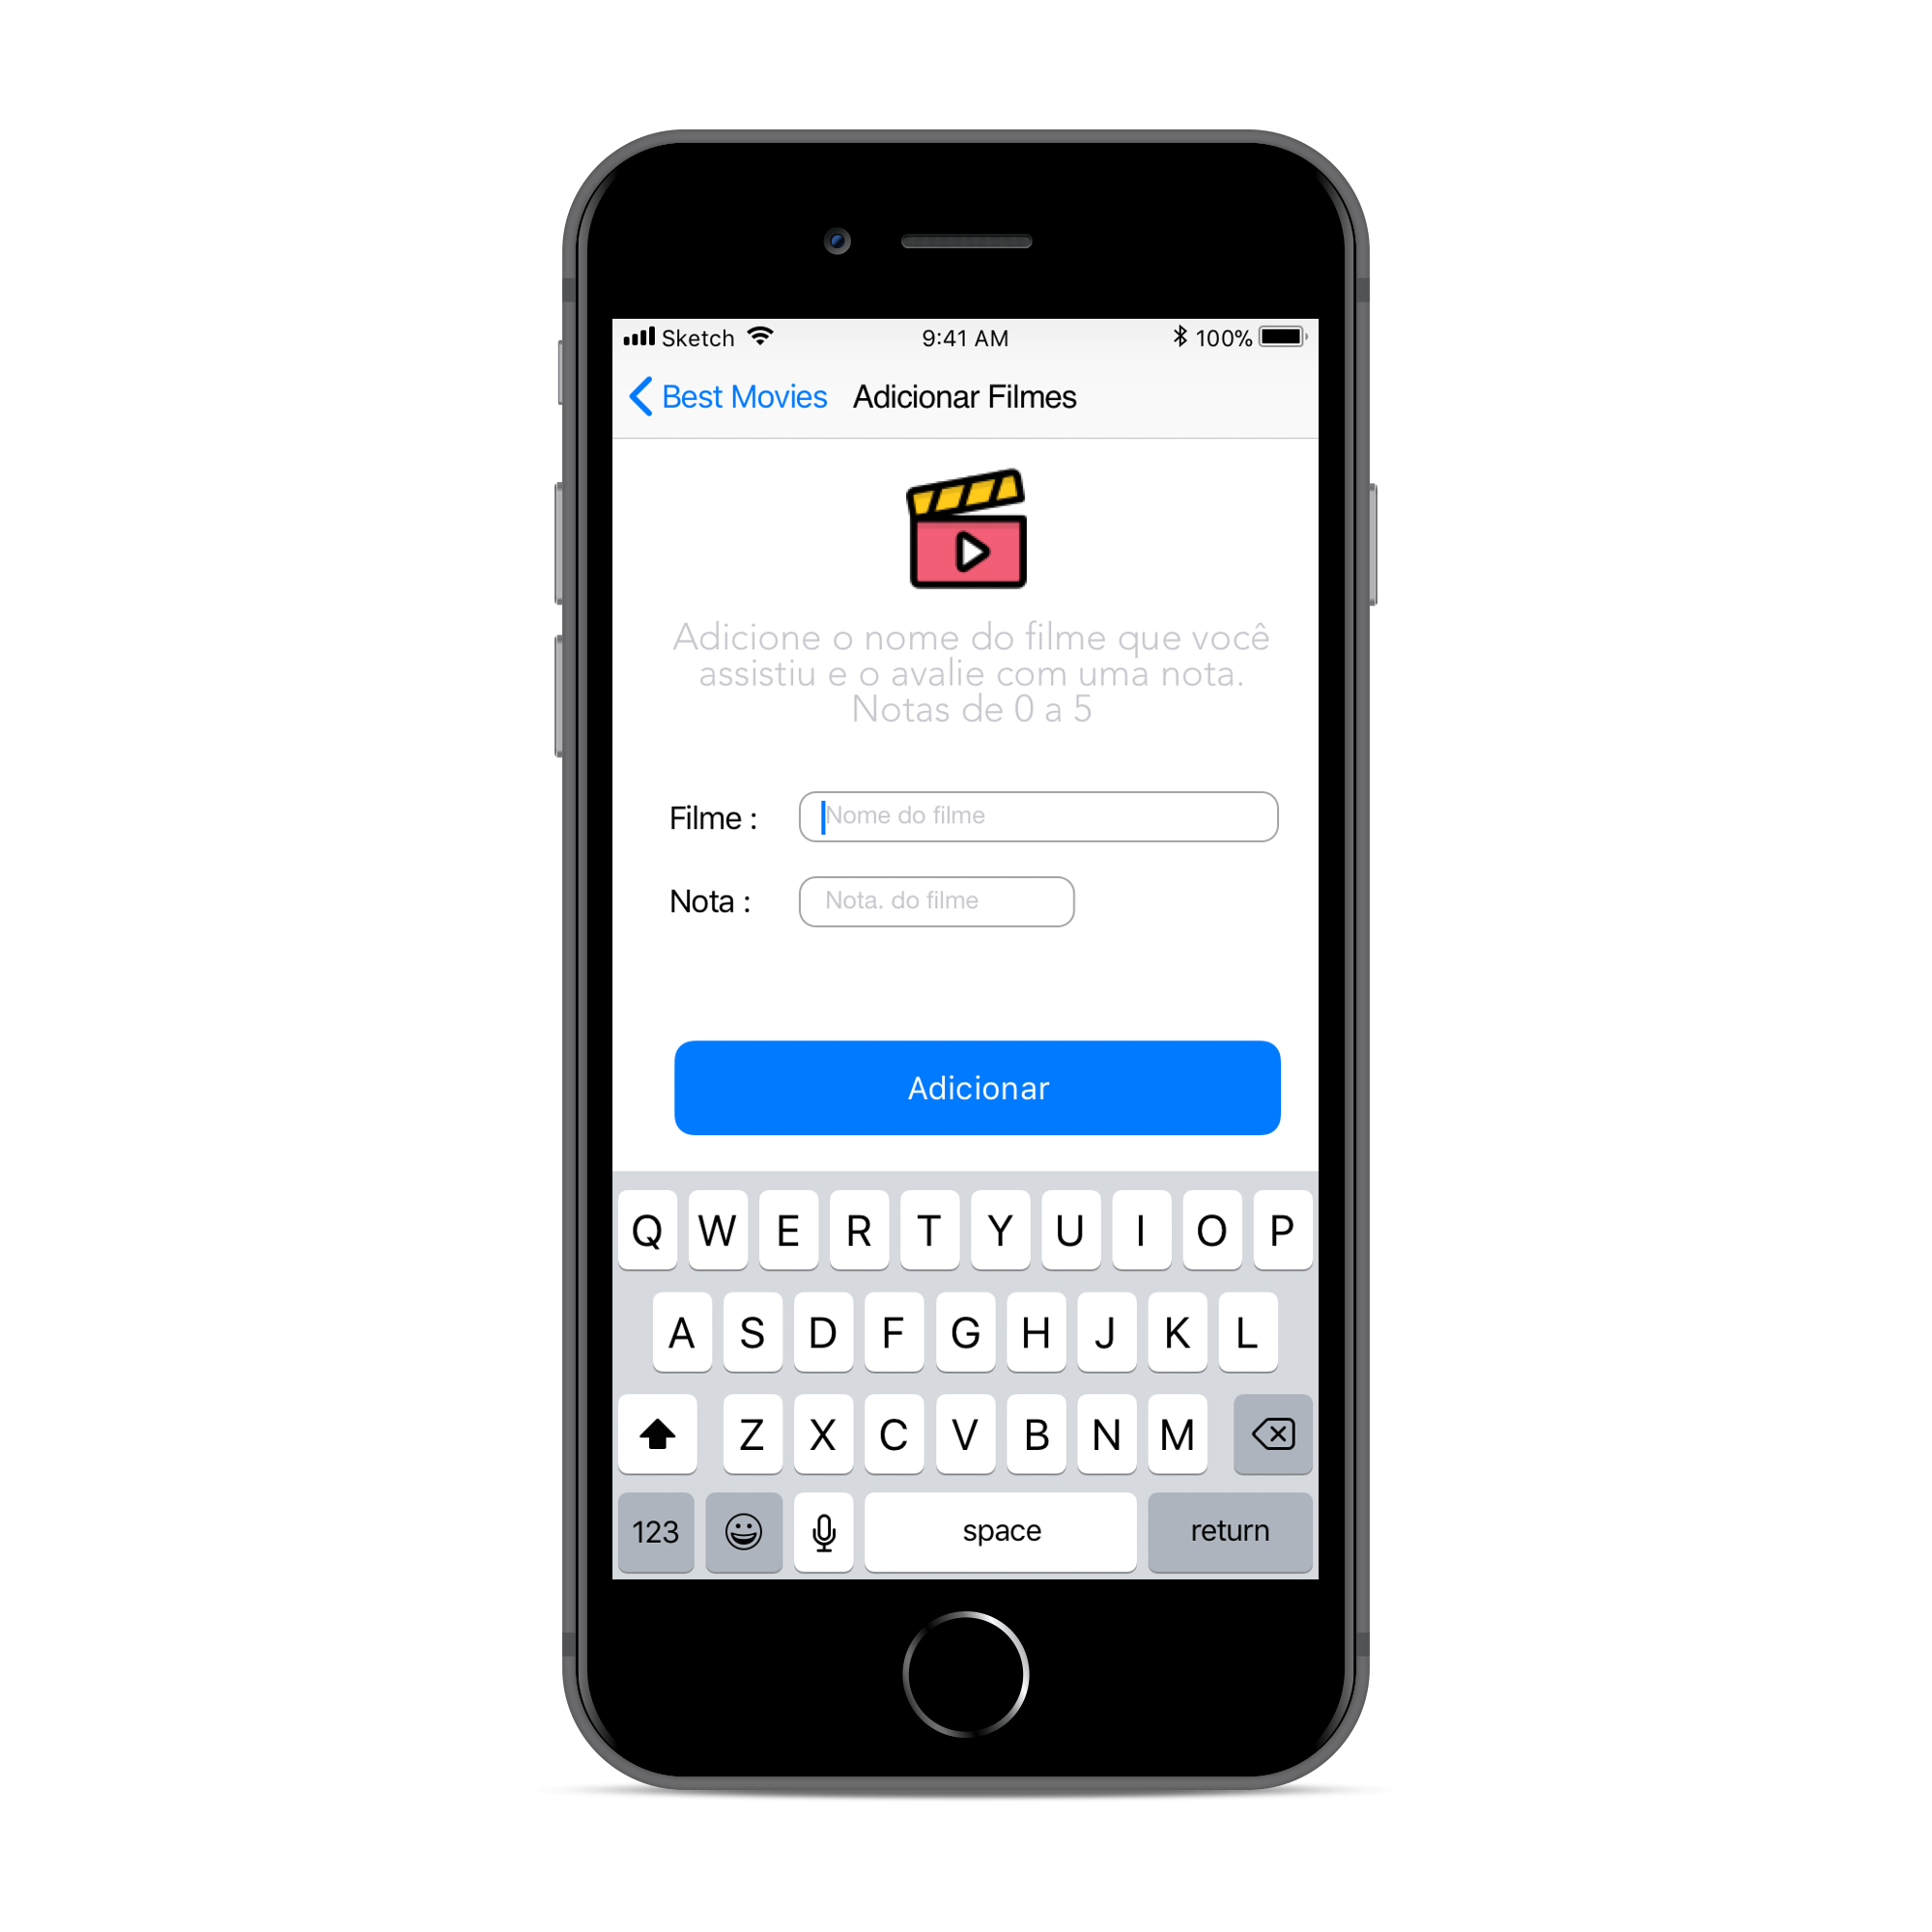 Sketch 9:41 AM 100%
Best Movies Adicionar Filmes
Adicione o nome do filme que você
assistiu e o avalie com uma nota.
Notas de 0 a 5
Filme : Nome do filme
Nota : Nota. do filme
Adicionar
Q W E R T Y U I O P
A S D F G H J K L
Z X C V B N M
123 space return